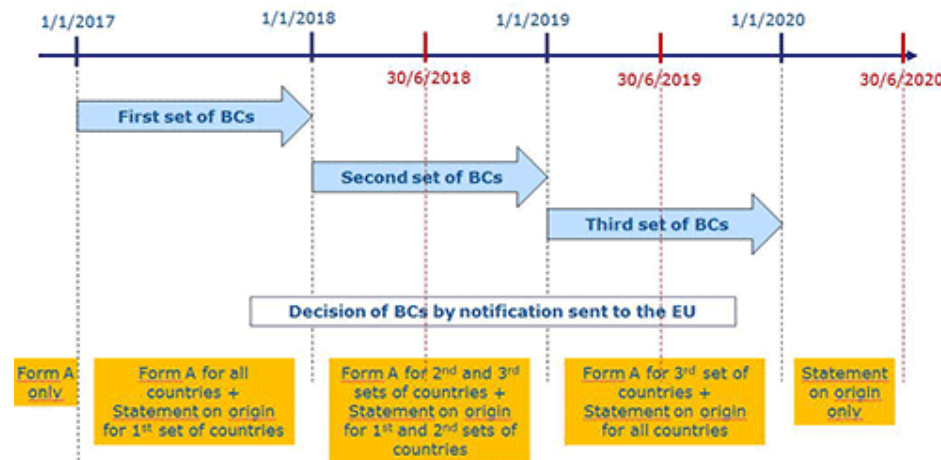 1/1/2017
1/1/2018
1/1/2019
1/1/2020
30/6/2018
30/6/2019
30/6/2020
First set of BCs
Second set of BCs
Third set of BCs
Decision of BCs by notification sent to the EU
Form A
only
Form A for all
countries +
Statement on origin
for 1st set of countries
Form A for 2nd and 3rd
sets of countries +
Statement on origin
for 1st and 2nd sets of
countries
Form A for 3rd set of
countries +
Statement on origin
for all countries
Statement
on origin
only